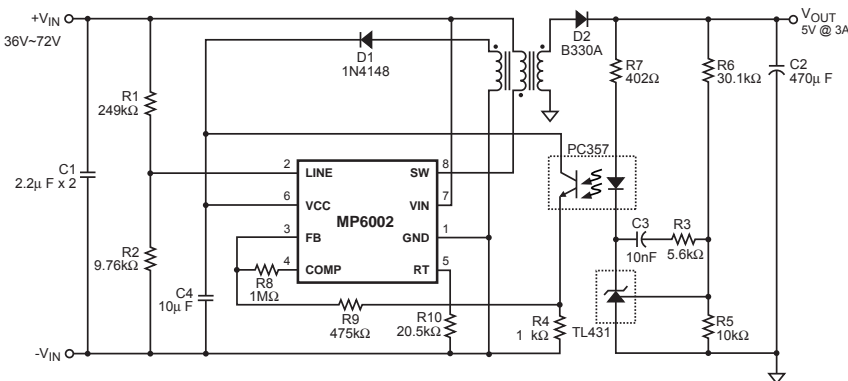 +VIN
36V~72V
D1
1N4148
D2
B330A
VOUT
5V @ 3A
R7
402Ω
R6
30.1kΩ
C2
470μ F
R1
249kΩ
C1
2.2μ F x 2
R2
9.76kΩ
C4
10μ F
2
LINE
SW
8
6
VCC
VIN
7
MP6002
3
FB
GND
1
4
COMP
RT
5
R8
1MΩ
R9
475kΩ
R10
20.5kΩ
PC357
C3
10nF
R3
5.6kΩ
R4
1 kΩ
TL431
R5
10kΩ
-VIN